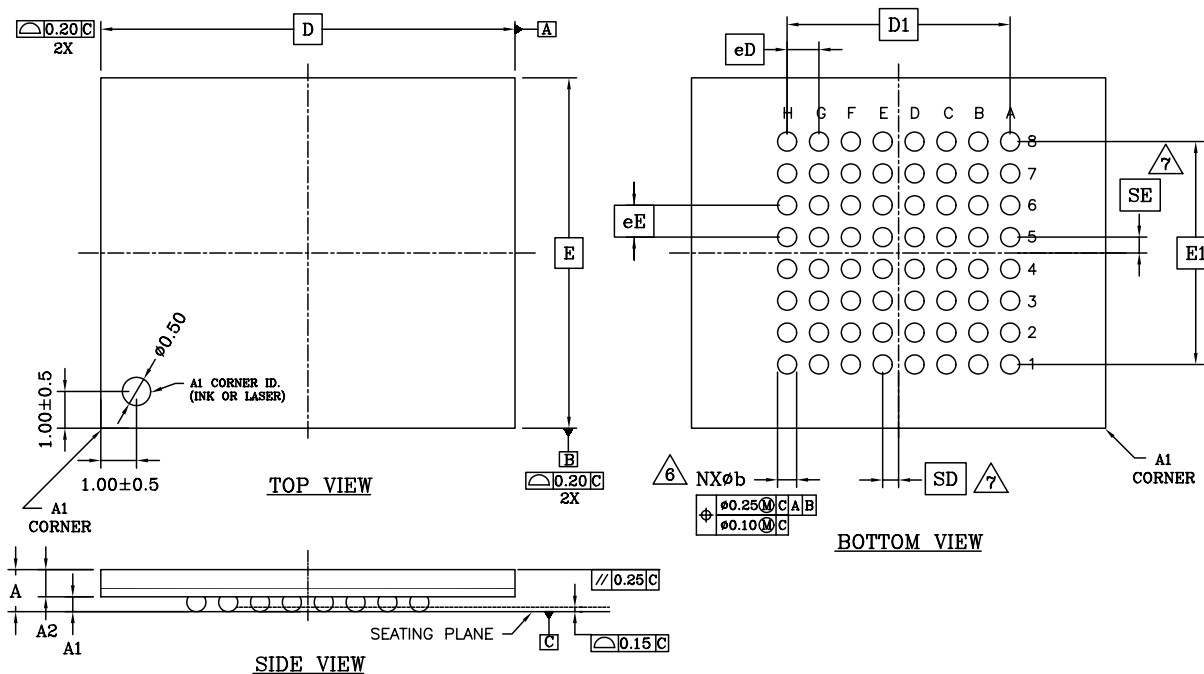 ⌓ 0.20 C
2X
D
A
E
ø0.50
A1 CORNER ID.
(INK OR LASER)
1.00±0.5
1.00±0.5
TOP VIEW
A1
CORNER
B
⌓ 0.20 C
2X
D1
eD
H G F E D C B A
8
7
6
5
4
3
2
1
7
SE
eE
E1
6 NXøb
⌖ ø0.25Ⓜ C A B
ø0.10Ⓜ C
SD 7
A1
CORNER
BOTTOM VIEW
A
A2
A1
// 0.25 C
SEATING PLANE
C
⌓ 0.15 C
SIDE VIEW